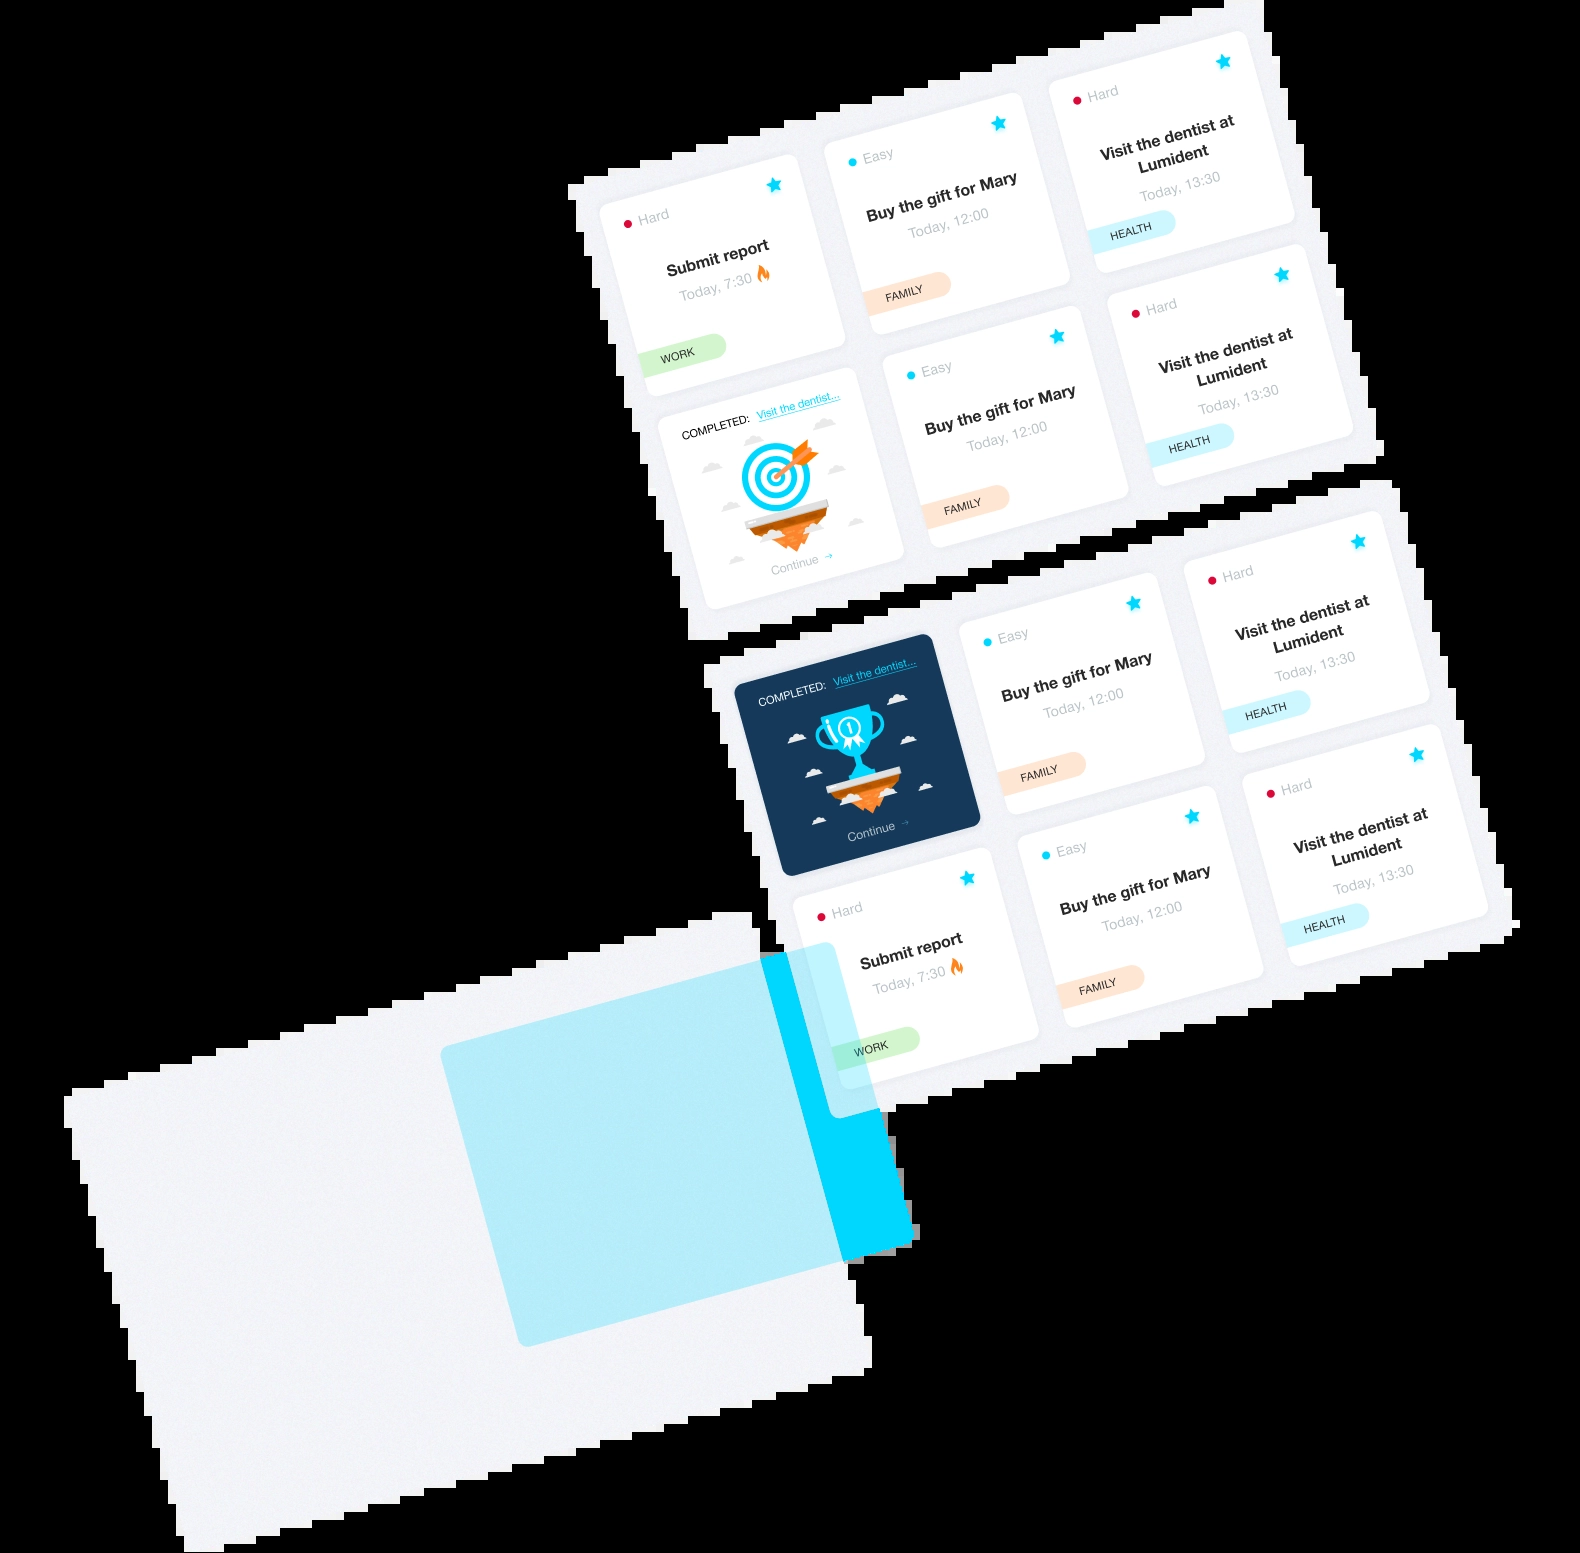 Hard
Submit report
Today, 7:30
WORK
Easy
Buy the gift for Mary
Today, 12:00
FAMILY
Hard
Visit the dentist at
Lumident
Today, 13:30
HEALTH
COMPLETED: Visit the dentist...
Continue →
Easy
Buy the gift for Mary
Today, 12:00
FAMILY
Hard
Visit the dentist at
Lumident
Today, 13:30
HEALTH
COMPLETED: Visit the dentist...
1
Continue →
Easy
Buy the gift for Mary
Today, 12:00
FAMILY
Hard
Visit the dentist at
Lumident
Today, 13:30
HEALTH
Hard
Submit report
Today, 7:30
WORK
Easy
Buy the gift for Mary
Today, 12:00
FAMILY
Hard
Visit the dentist at
Lumident
Today, 13:30
HEALTH